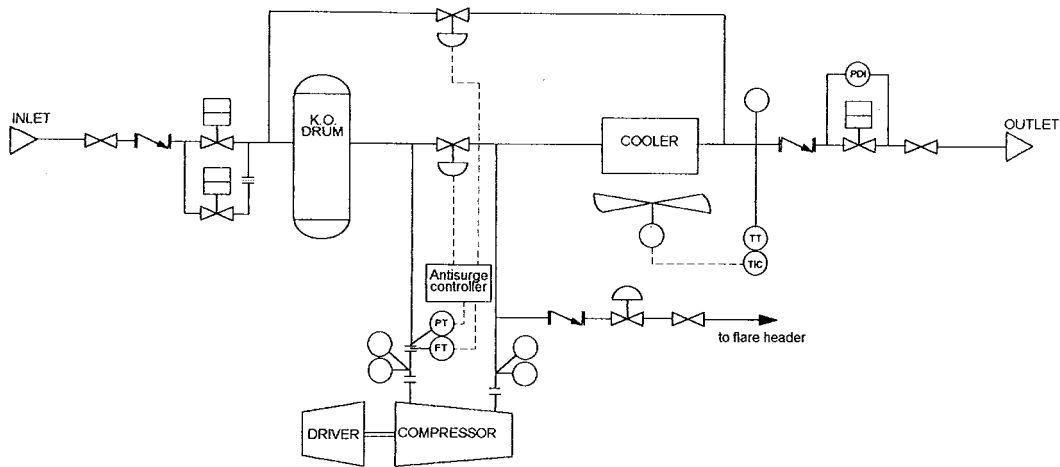 PDI
INLET
K.O.
DRUM
COOLER
OUTLET
TT
TIC
Antisurge
controller
PT
FT
to flare header
DRIVER
COMPRESSOR